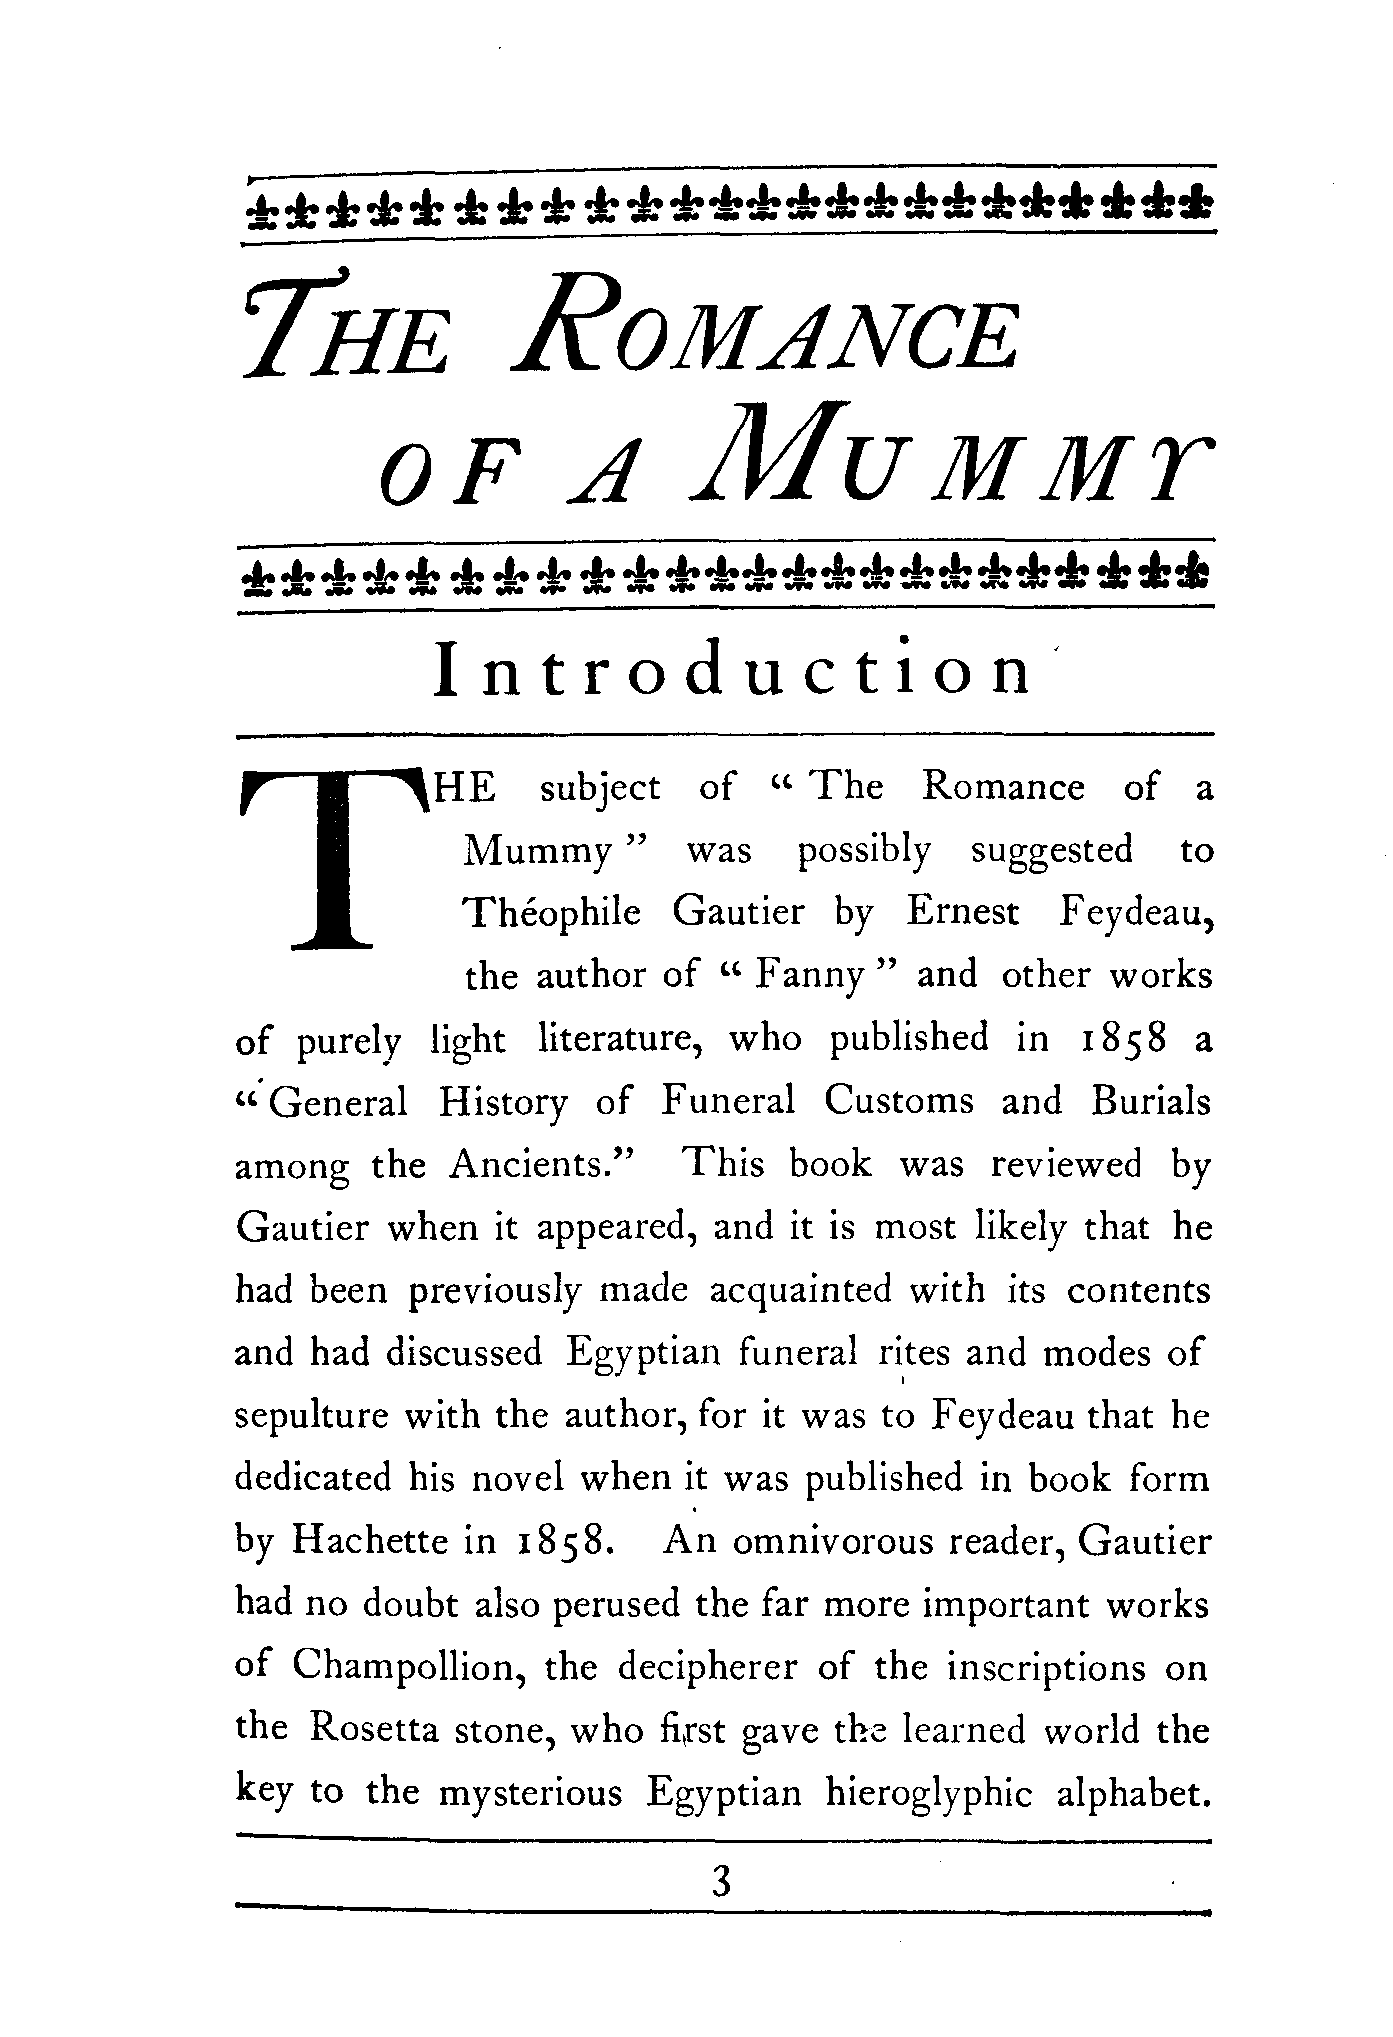 THE ROMANCE
OF A MUMMY
Introduction
THE subject of “The Romance of a
Mummy” was possibly suggested to
Théophile Gautier by Ernest Feydeau,
the author of “Fanny” and other works
of purely light literature, who published in 1858 a
“General History of Funeral Customs and Burials
among the Ancients.” This book was reviewed by
Gautier when it appeared, and it is most likely that he
had been previously made acquainted with its contents
and had discussed Egyptian funeral rites and modes of
sepulture with the author, for it was to Feydeau that he
dedicated his novel when it was published in book form
by Hachette in 1858. An omnivorous reader, Gautier
had no doubt also perused the far more important works
of Champollion, the decipherer of the inscriptions on
the Rosetta stone, who first gave the learned world the
key to the mysterious Egyptian hieroglyphic alphabet.
3